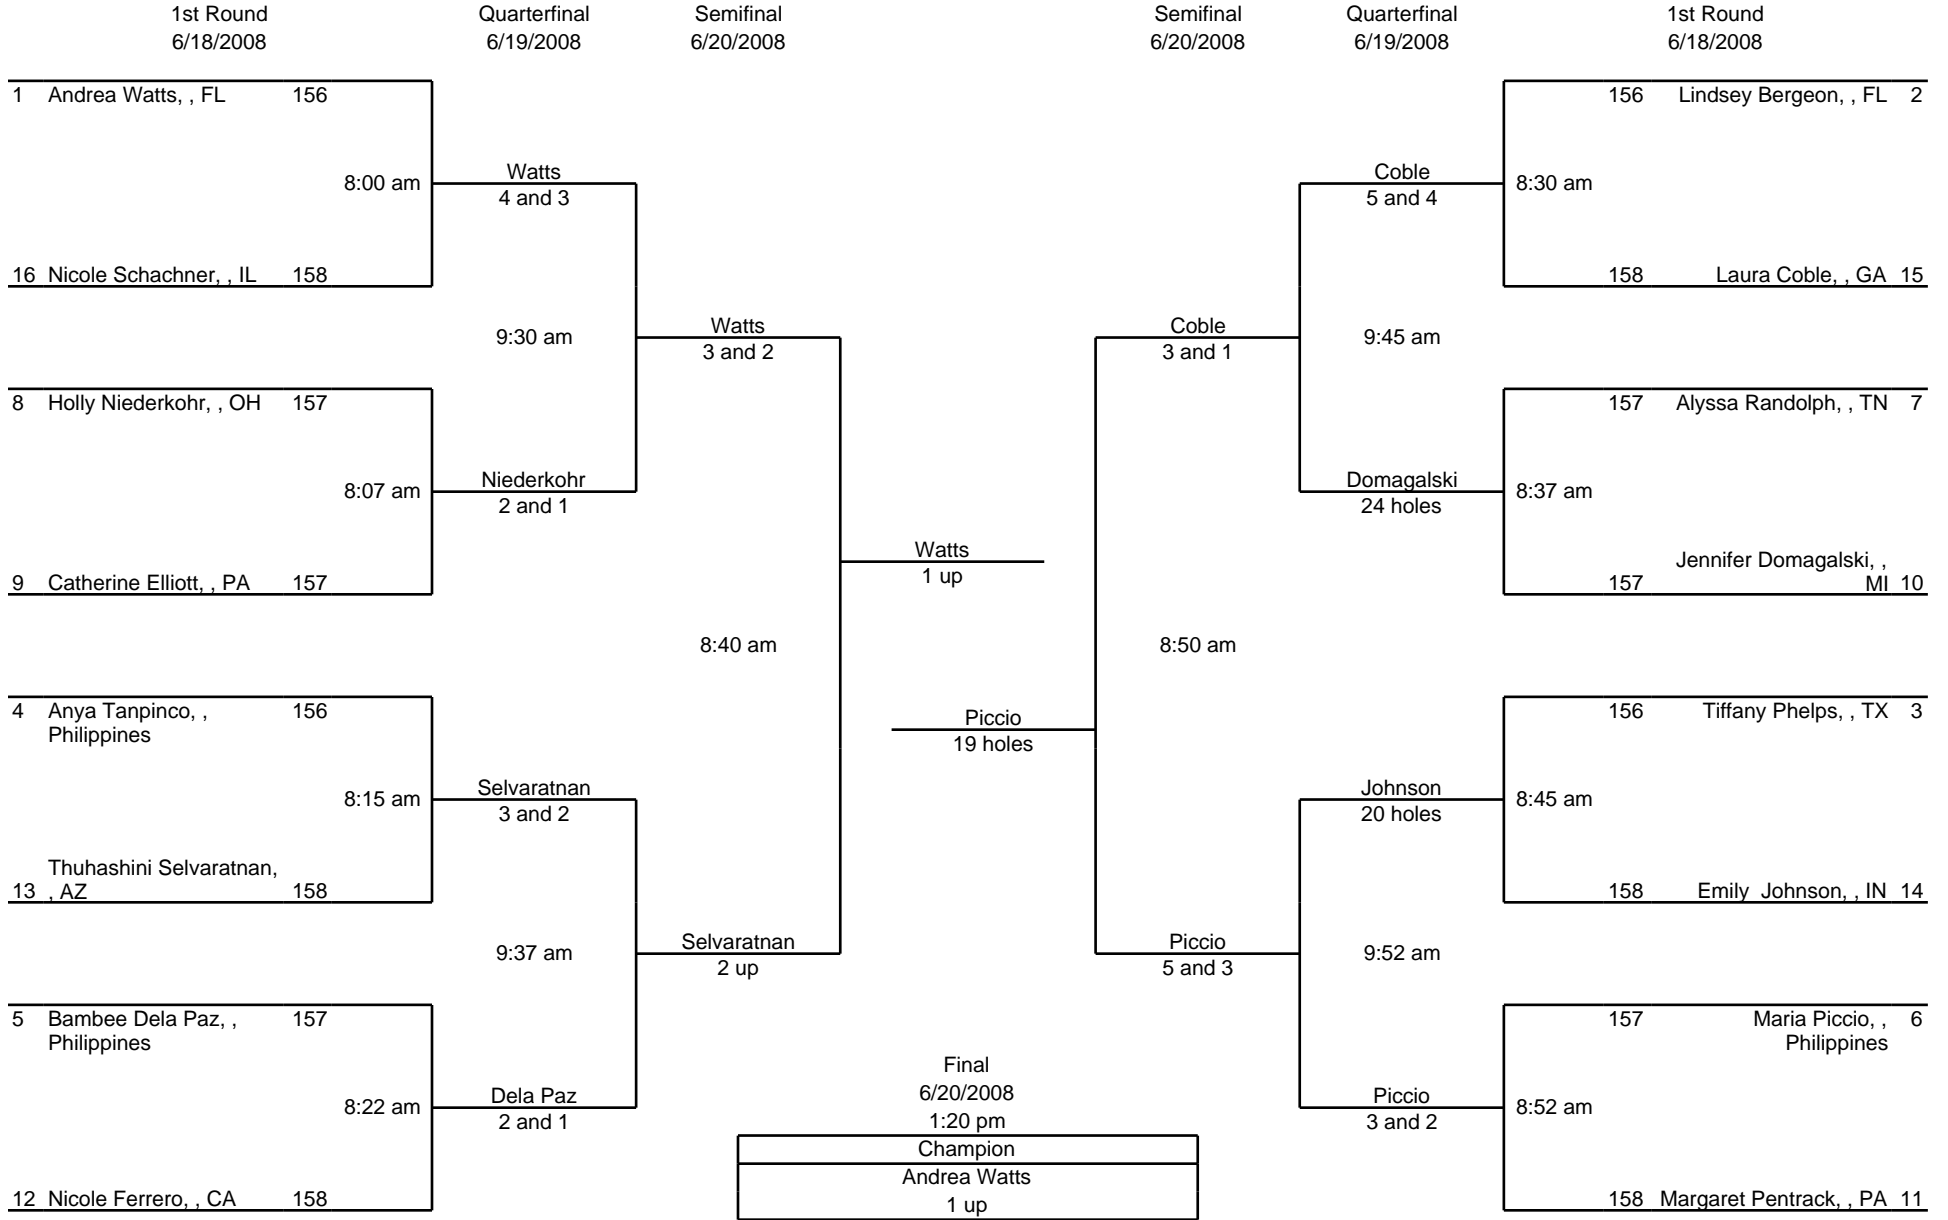 1st Round Quarterfinal Semifinal Semifinal Quarterfinal 1st Round
6/18/2008 6/19/2008 6/20/2008 6/20/2008 6/19/2008 6/18/2008
1 Andrea Watts, , FL 156 156 Lindsey Bergeon, , FL 2
Watts Coble
8:00 am 8:30 am
4 and 3 5 and 4
16 Nicole Schachner, , IL 158 158 Laura Coble, , GA 15
Watts Coble
9:30 am 9:45 am
3 and 2 3 and 1
8 Holly Niederkohr, , OH 157 157 Alyssa Randolph, , TN 7
Niederkohr Domagalski
8:07 am 8:37 am
2 and 1 24 holes
Watts
1 up
Jennifer Domagalski, ,
9 Catherine Elliott, , PA 157 157 MI 10
8:40 am 8:50 am
4 Anya Tanpinco, , 156 Piccio 156 Tiffany Phelps, , TX 3
Philippines
19 holes
Selvaratnan Johnson
8:15 am 8:45 am
3 and 2 20 holes
Thuhashini Selvaratnan,
13 , AZ 158 158 Emily  Johnson, , IN 14
Selvaratnan Piccio
9:37 am 9:52 am
2 up 5 and 3
5 Bambee Dela Paz, , 157 157 Maria Piccio, , 6
Philippines Philippines
Final
6/20/2008
Dela Paz Piccio
8:22 am 8:52 am
2 and 1 1:20 pm 3 and 2
Champion
Andrea Watts
12 Nicole Ferrero, , CA 158 1 up 158 Margaret Pentrack, , PA 11